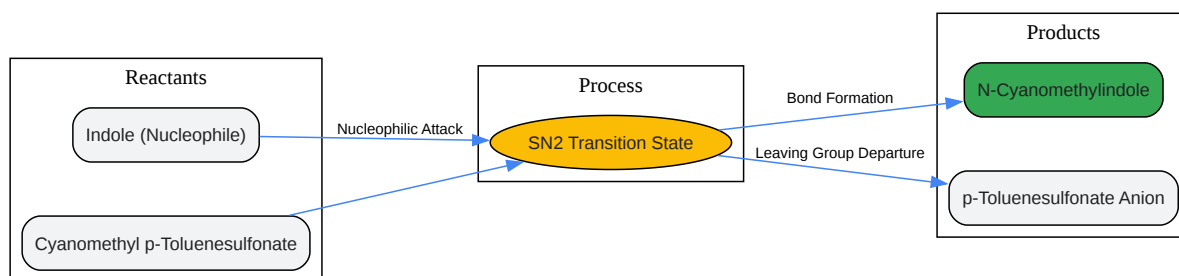 Reactants
Indole (Nucleophile)
Cyanomethyl p-Toluenesulfonate
Nucleophilic Attack
Process
SN2 Transition State
Bond Formation
Leaving Group Departure
Products
N-Cyanomethylindole
p-Toluenesulfonate Anion